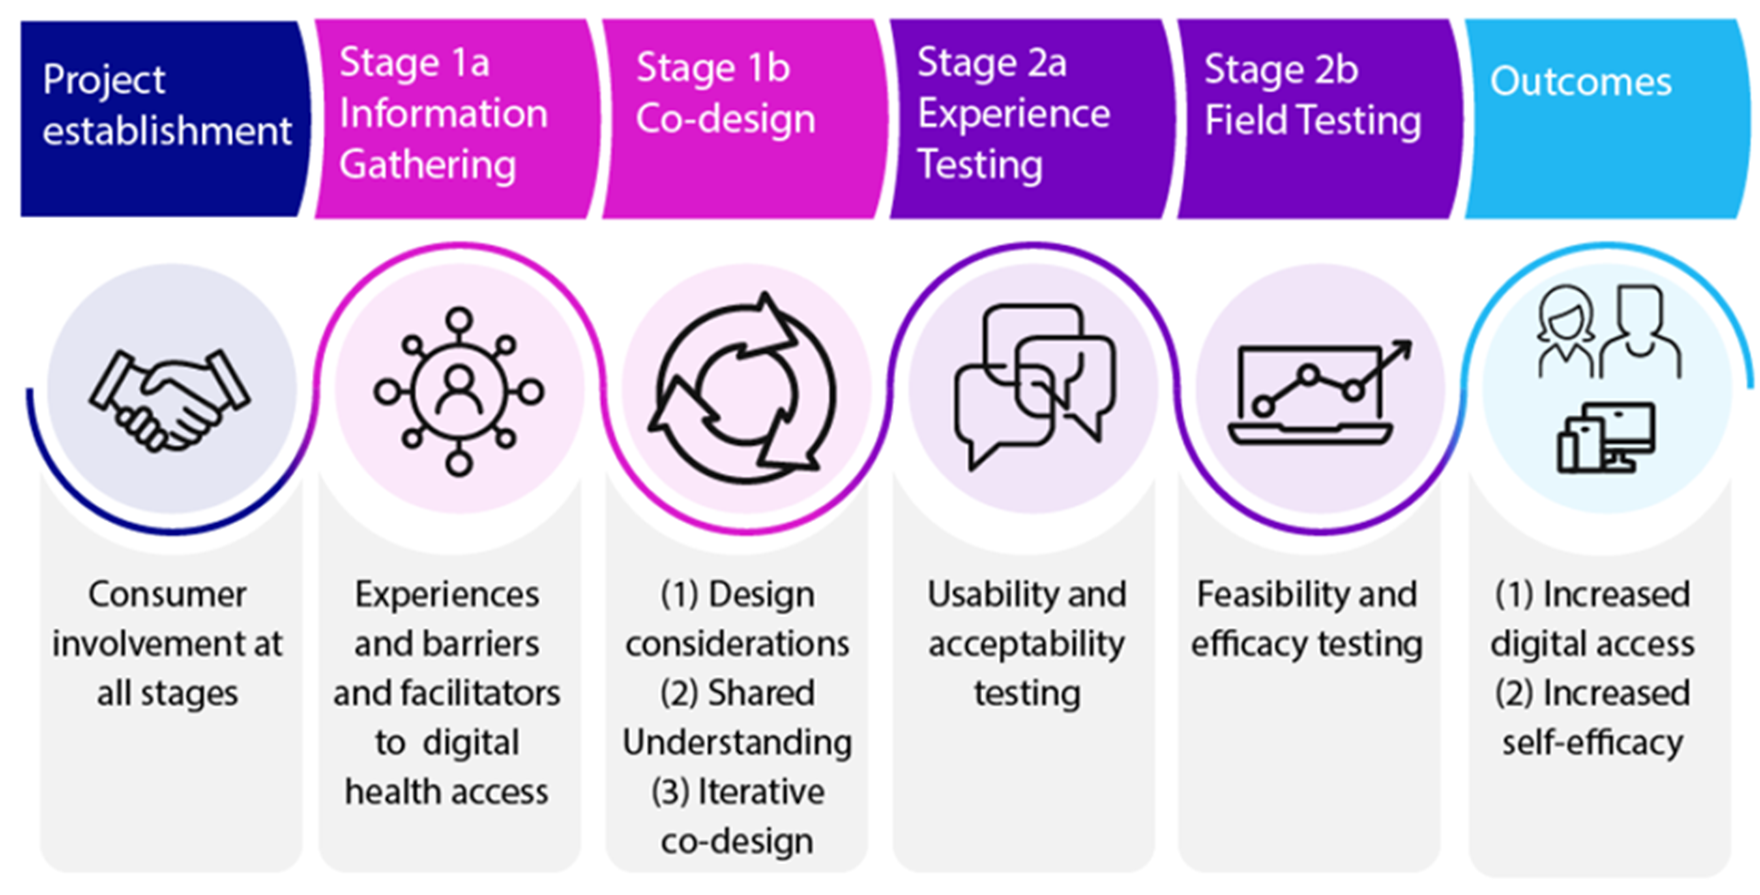 Project
establishment
Stage 1a
Information
Gathering
Stage 1b
Co-design
Stage 2a
Experience
Testing
Stage 2b
Field Testing
Outcomes
Consumer
involvement at
all stages
Experiences
and barriers
and facilitators
to digital
health access
(1) Design
considerations
(2) Shared
Understanding
(3) Iterative
co-design
Usability and
acceptability
testing
Feasibility and
efficacy testing
(1) Increased
digital access
(2) Increased
self-efficacy